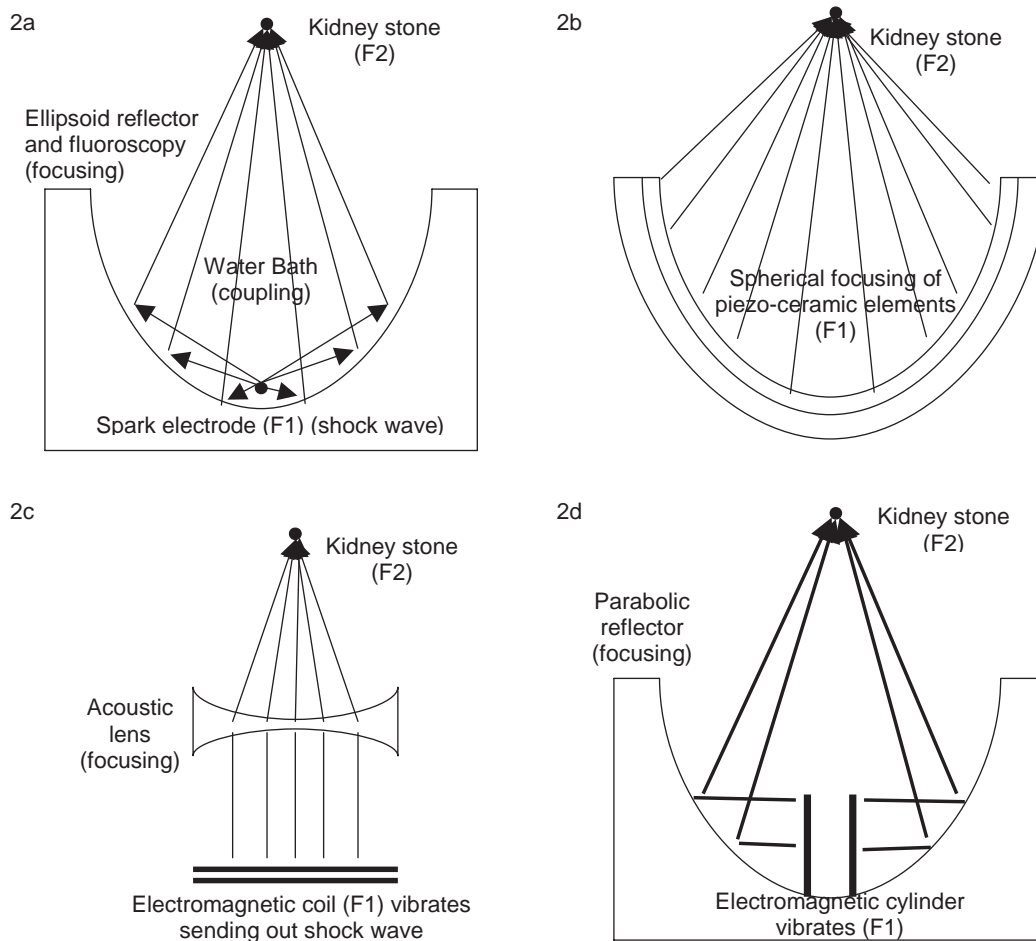 2a
Kidney stone
(F2)
Ellipsoid reflector
and fluoroscopy
(focusing)
Water Bath
(coupling)
Spark electrode (F1) (shock wave)
2b
Kidney stone
(F2)
Spherical focusing of
piezo-ceramic elements
(F1)
2c
Kidney stone
(F2)
Acoustic
lens
(focusing)
Electromagnetic coil (F1) vibrates
sending out shock wave
2d
Kidney stone
(F2)
Parabolic
reflector
(focusing)
Electromagnetic cylinder
vibrates (F1)